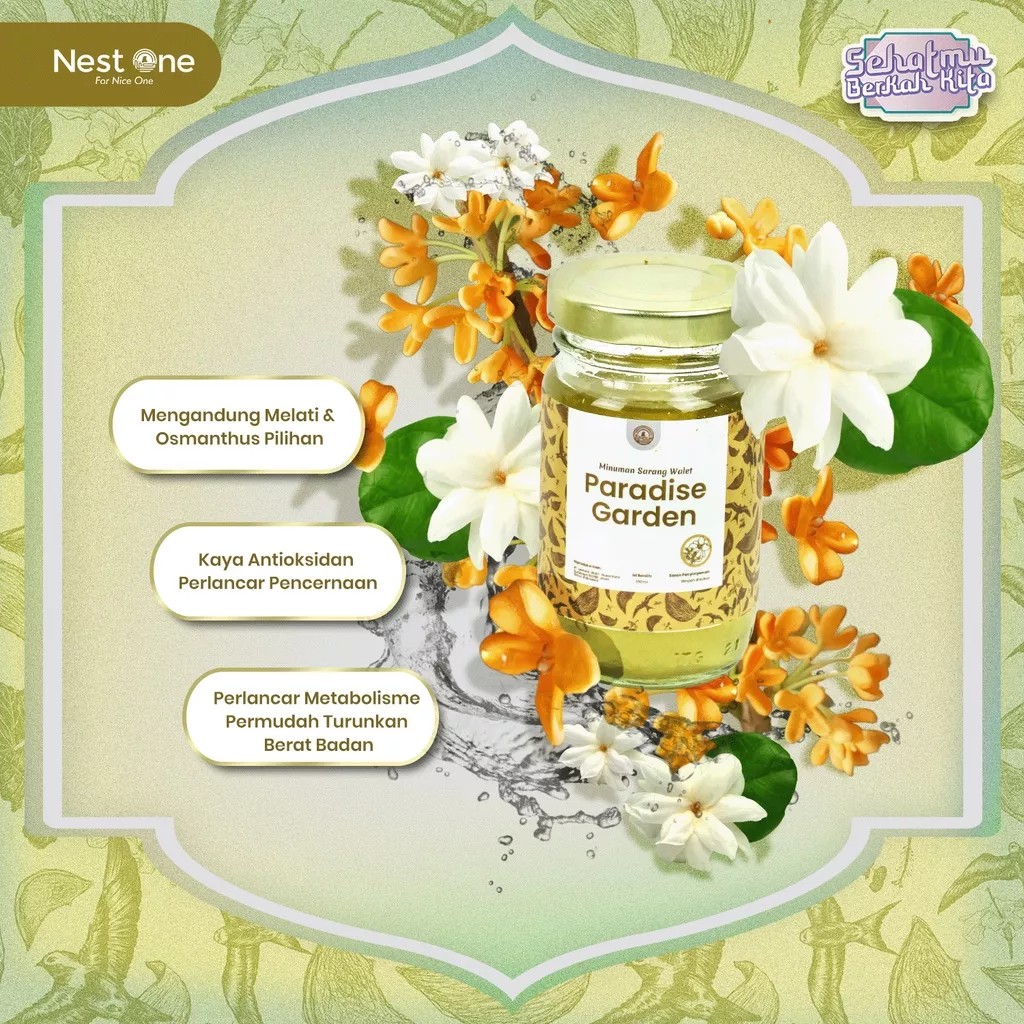 Nest One
For Nice One
Sehatmu
Berkah Kita
Mengandung Melati &
Osmanthus Pilihan
Kaya Antioksidan
Perlancar Pencernaan
Perlancar Metabolisme
Permudah Turunkan
Berat Badan
Minuman Sarang Walet
Paradise
Garden